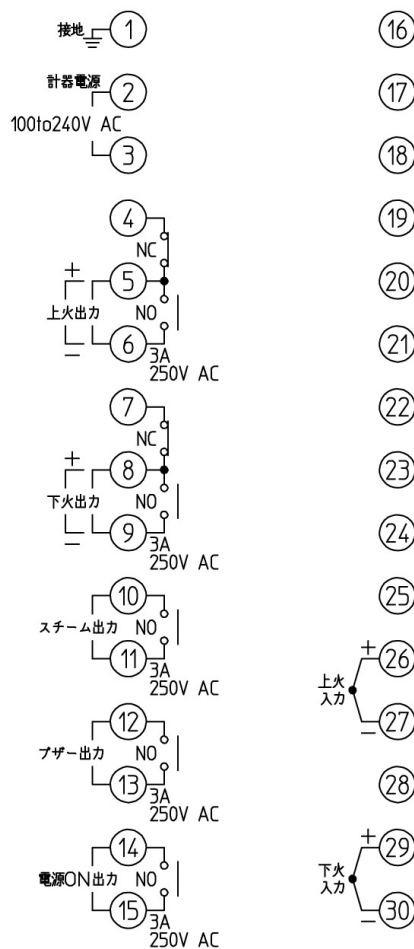 接地 1
計器電源 2
100to240V AC
3
4
NC
+ 5
上火出力 NO
− 6
3A
250V AC
7
NC
+ 8
下火出力 NO
− 9
3A
250V AC
10
スチーム出力 NO
11
3A
250V AC
12
ブザー出力 NO
13
3A
250V AC
14
電源ON出力 NO
15
3A
250V AC
16
17
18
19
20
21
22
23
24
25
+ 26
上火
入力
− 27
28
+ 29
下火
入力
− 30